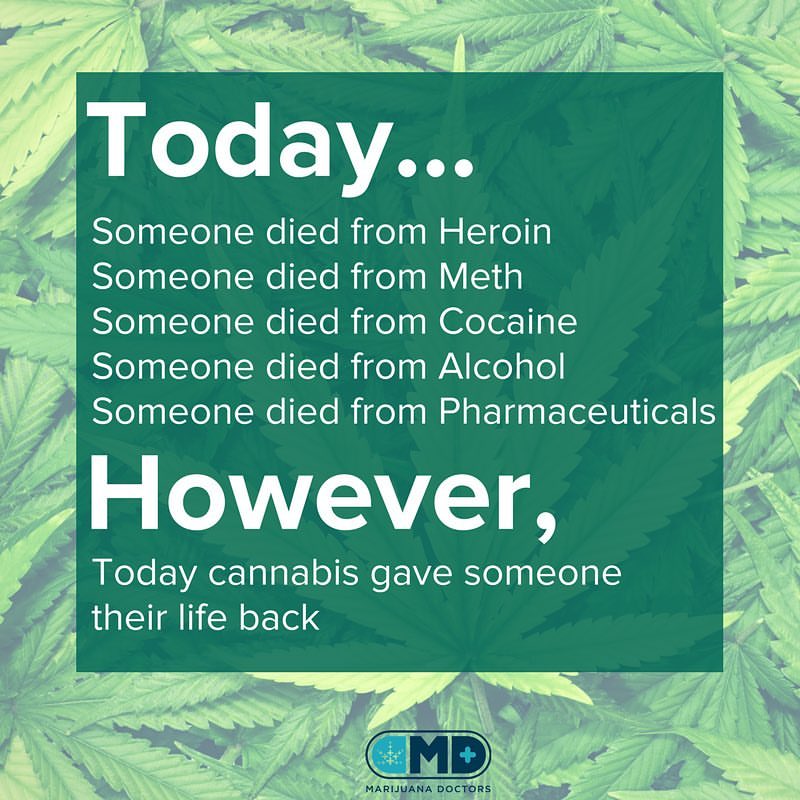 Today...
Someone died from Heroin
Someone died from Meth
Someone died from Cocaine
Someone died from Alcohol
Someone died from Pharmaceuticals
However,
Today cannabis gave someone
their life back
MD
MARIJUANA DOCTORS